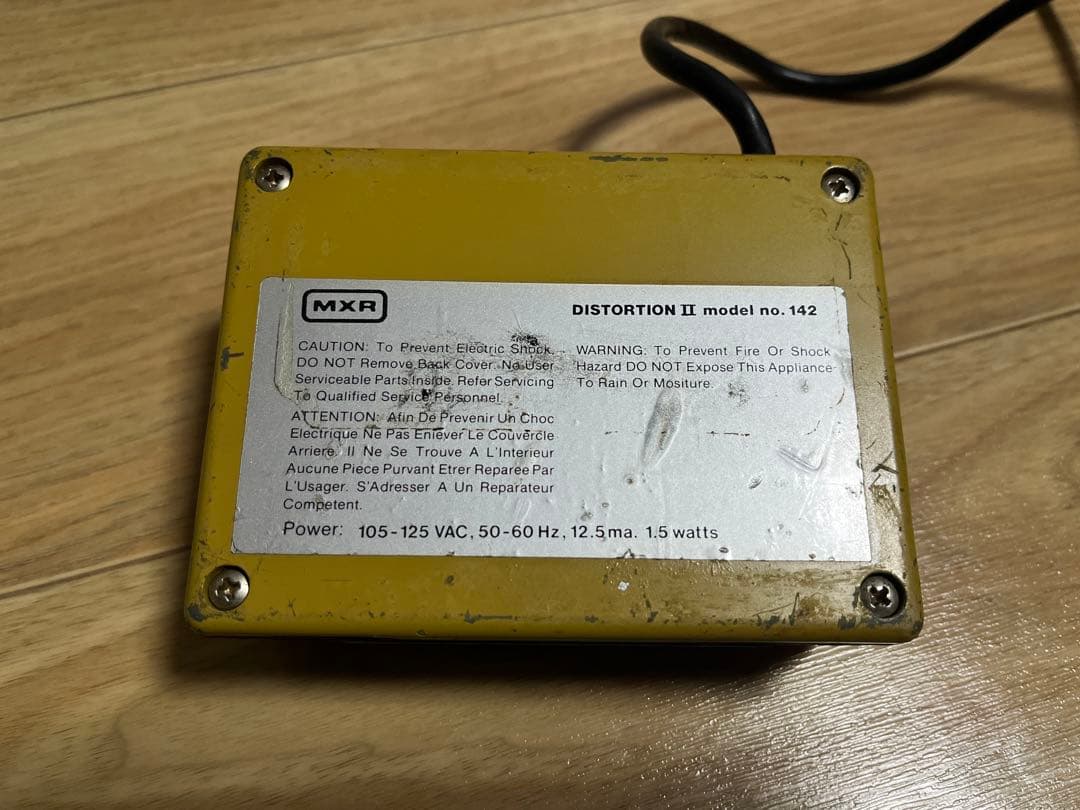 MXR
DISTORTION II model no. 142
CAUTION: To Prevent Electric Shock,
DO NOT Remove Back Cover. No User
Serviceable Parts Inside. Refer Servicing
To Qualified Service Personnel.
WARNING: To Prevent Fire Or Shock
Hazard DO NOT Expose This Appliance
To Rain Or Mositure.
ATTENTION: Afin De Prevenir Un Choc
Electrique Ne Pas Enlever Le Couvercle
Arriere. Il Ne Se Trouve A L'Interieur
Aucune Piece Purvant Etrer Reparee Par
L'Usager. S'Adresser A Un Reparateur
Competent.
Power: 105-125 VAC, 50-60 Hz, 12.5 ma. 1.5 watts